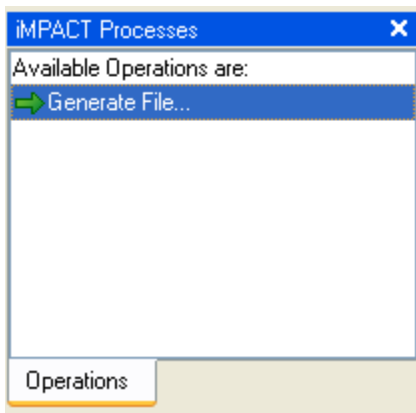 iMPACT Processes
Available Operations are:
Generate File...
Operations